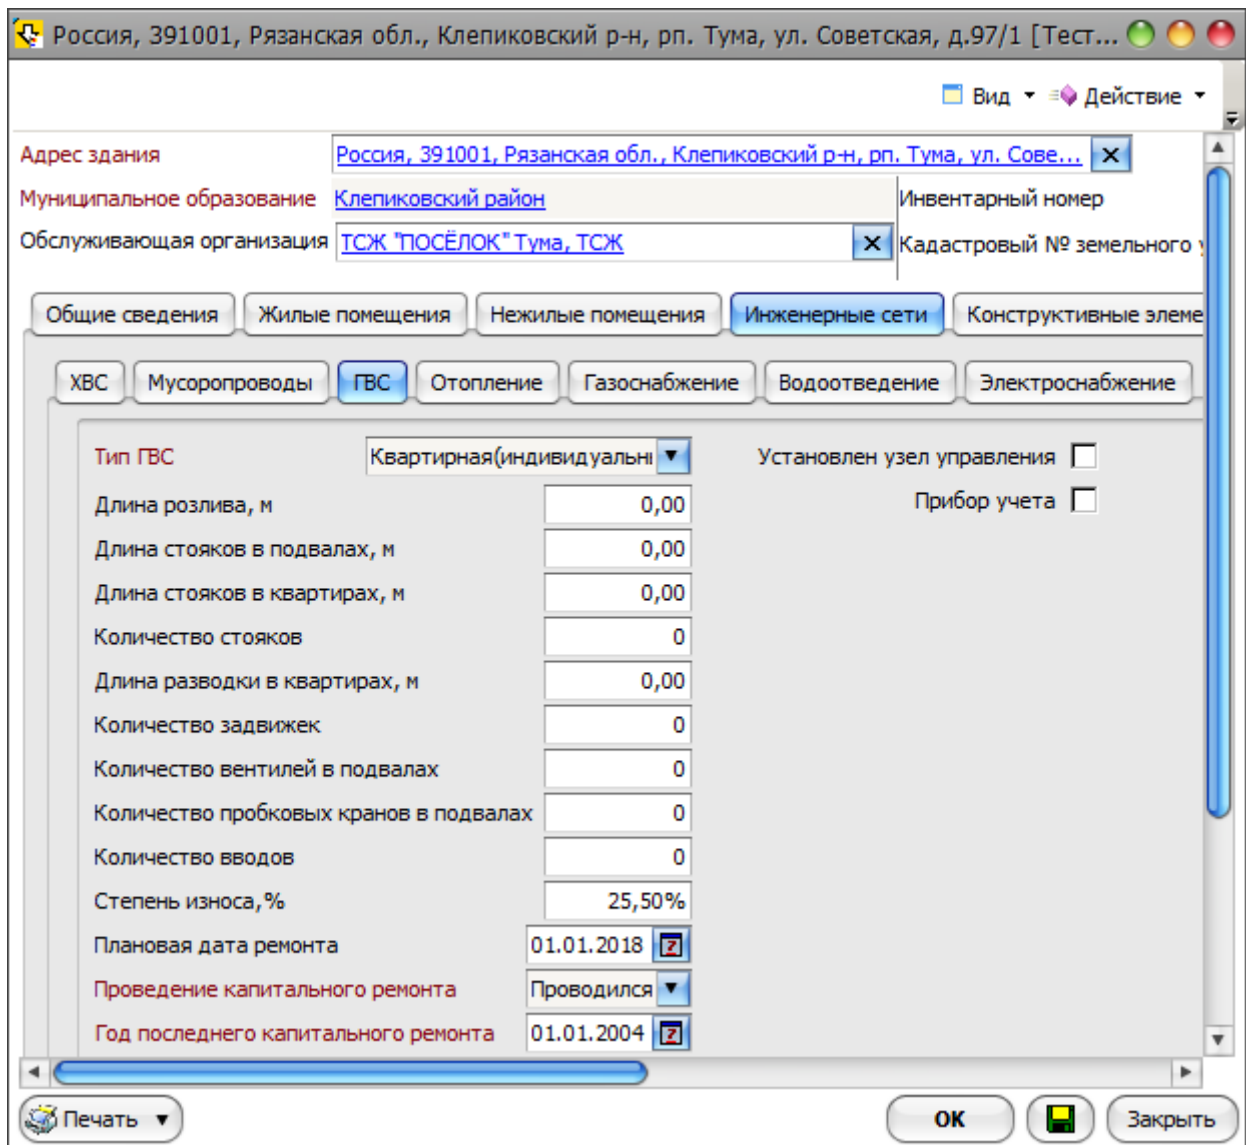 Россия, 391001, Рязанская обл., Клепиковский р-н, рп. Тума, ул. Советская, д.97/1 [Тест...
Вид Действие
Адрес здания Россия, 391001, Рязанская обл., Клепиковский р-н, рп. Тума, ул. Сове...
Муниципальное образование Клепиковский район Инвентарный номер
Обслуживающая организация ТСЖ "ПОСЁЛОК" Тума, ТСЖ Кадастровый № земельного у
Общие сведения Жилые помещения Нежилые помещения Инженерные сети Конструктивные элеме
ХВС Мусоропроводы ГВС Отопление Газоснабжение Водоотведение Электроснабжение
Тип ГВС Квартирная(индивидуальн Установлен узел управления
Длина розлива, м 0,00 Прибор учета
Длина стояков в подвалах, м 0,00
Длина стояков в квартирах, м 0,00
Количество стояков 0
Длина разводки в квартирах, м 0,00
Количество задвижек 0
Количество вентилей в подвалах 0
Количество пробковых кранов в подвалах 0
Количество вводов 0
Степень износа,% 25,50%
Плановая дата ремонта 01.01.2018
Проведение капитального ремонта Проводился
Год последнего капитального ремонта 01.01.2004
Печать ОК Закрыть